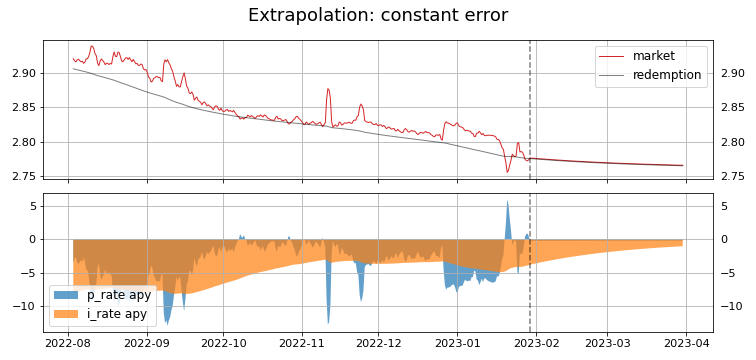 Extrapolation: constant error
2.90 2.90
2.85 2.85
2.80 2.80
2.75 2.75
market
redemption
5 5
0 0
−5 −5
−10 −10
p_rate apy
i_rate apy
2022-08 2022-09 2022-10 2022-11 2022-12 2023-01 2023-02 2023-03 2023-04